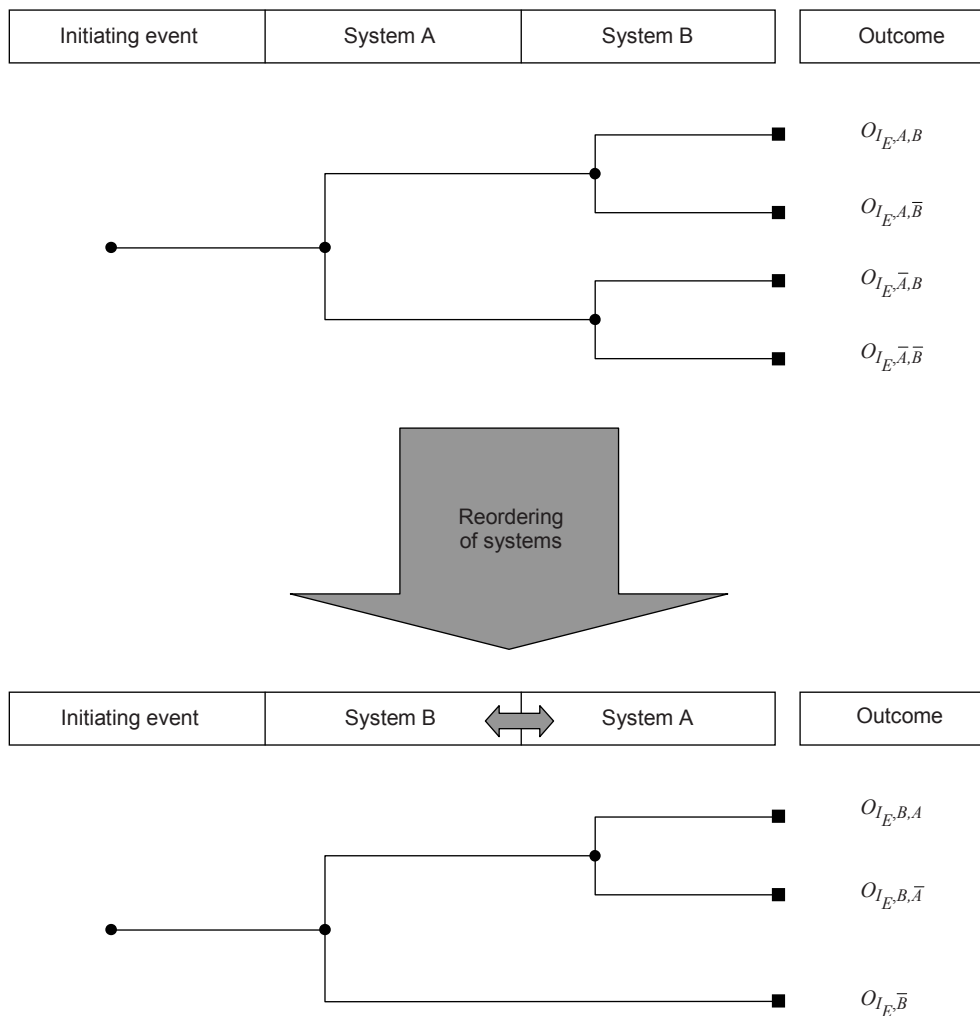 Initiating event System A System B Outcome
O_{I_E,A,B}
O_{I_E,A,B̅}
O_{I_E,A̅,B}
O_{I_E,A̅,B̅}
Reordering
of systems
Initiating event System B System A Outcome
O_{I_E,B,A}
O_{I_E,B,A̅}
O_{I_E,B̅}